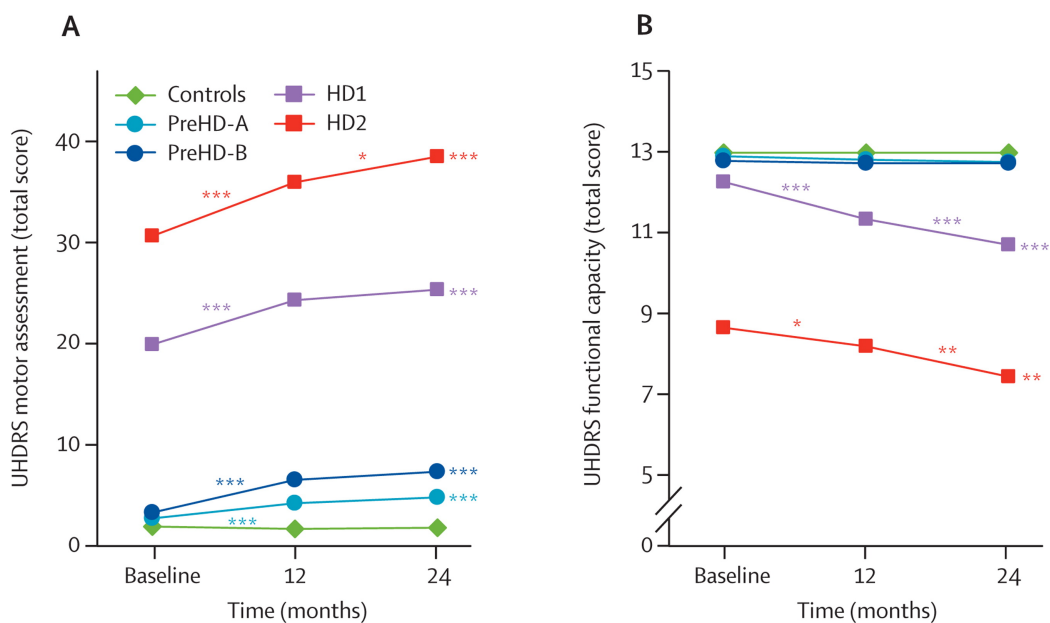 A
UHDRS motor assessment (total score)
Controls
PreHD-A
PreHD-B
HD1
HD2
40
30
20
10
0
***
*
***
***
***
***
***
***
***
Baseline
12
24
Time (months)
B
UHDRS functional capacity (total score)
15
13
11
9
7
5
0
***
***
***
*
**
**
Baseline
12
24
Time (months)